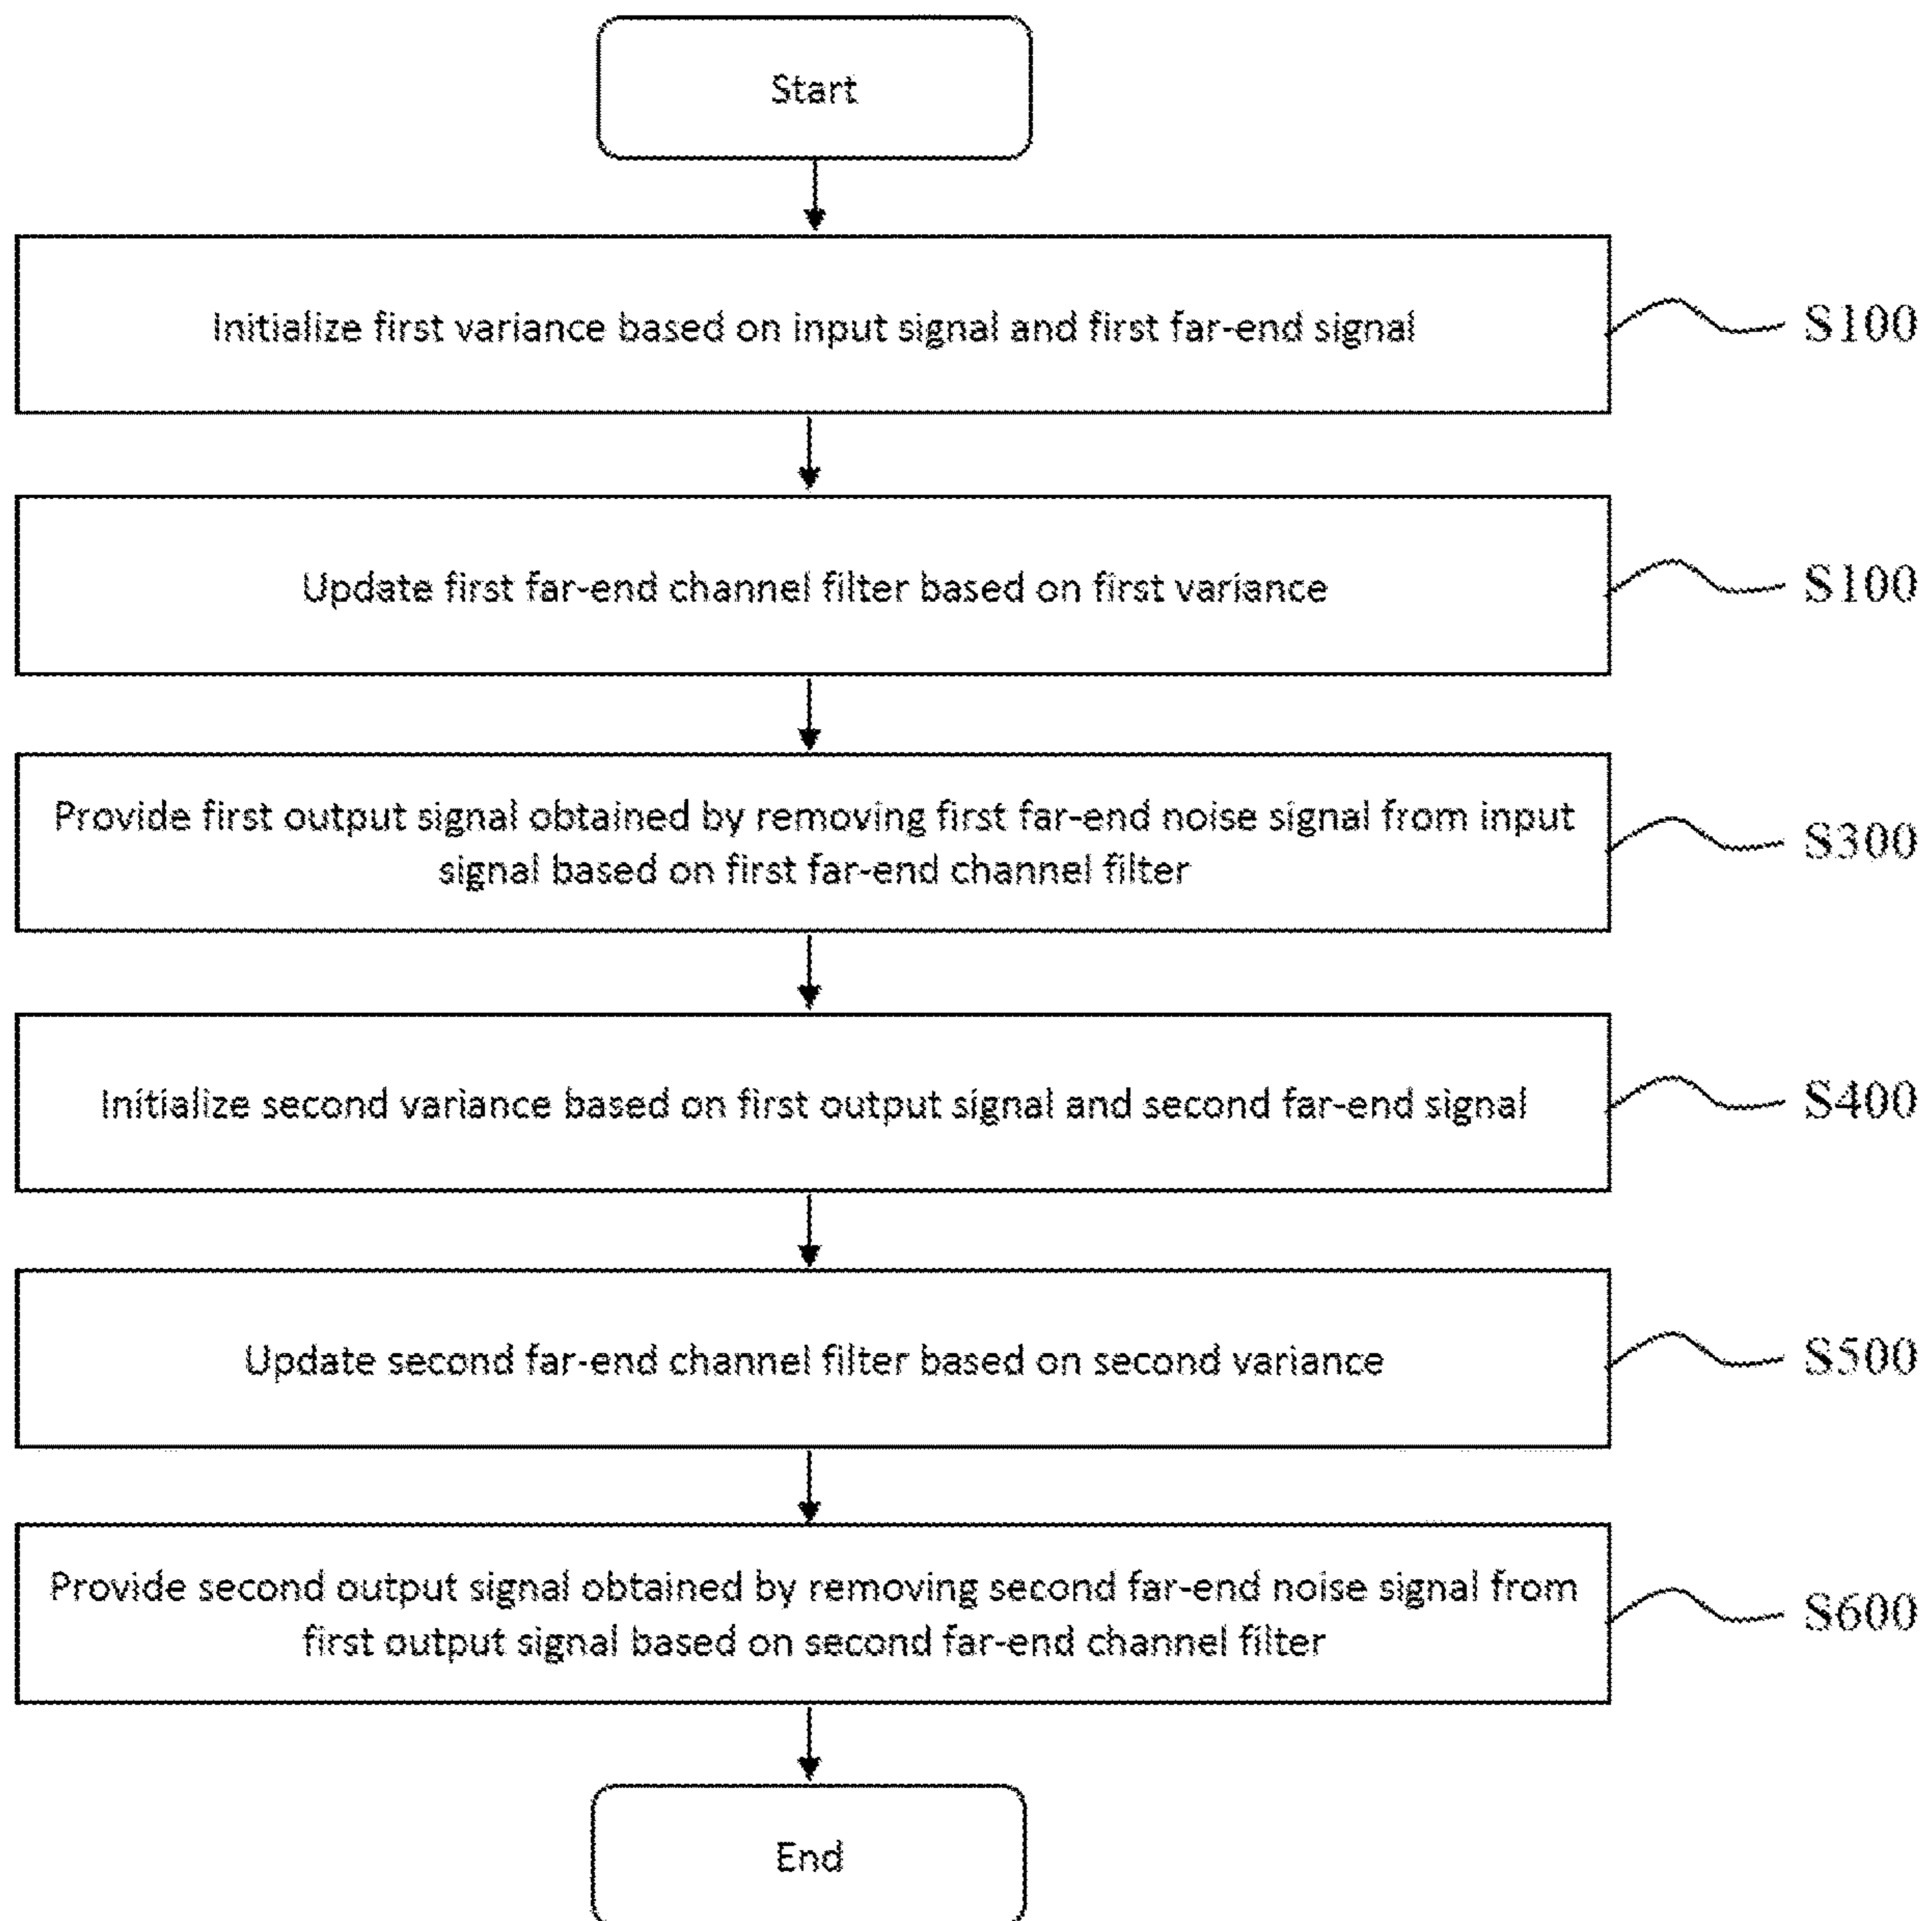 Start
Initialize first variance based on input signal and first far-end signal
S100
Update first far-end channel filter based on first variance
S100
Provide first output signal obtained by removing first far-end noise signal from input
signal based on first far-end channel filter
S300
Initialize second variance based on first output signal and second far-end signal
S400
Update second far-end channel filter based on second variance
S500
Provide second output signal obtained by removing second far-end noise signal from
first output signal based on second far-end channel filter
S600
End